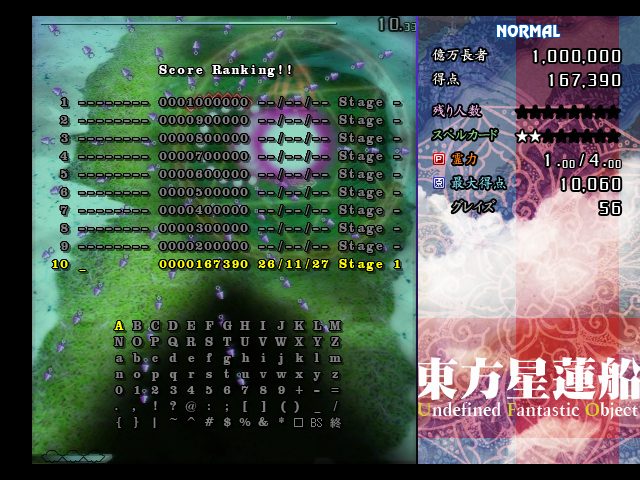 10.33
Score Ranking!!
1 -------- 0001000000 --/--/-- Stage -
2 -------- 0000900000 --/--/-- Stage -
3 -------- 0000800000 --/--/-- Stage -
4 -------- 0000700000 --/--/-- Stage -
5 -------- 0000600000 --/--/-- Stage -
6 -------- 0000500000 --/--/-- Stage -
7 -------- 0000400000 --/--/-- Stage -
8 -------- 0000300000 --/--/-- Stage -
9 -------- 0000200000 --/--/-- Stage -
10 _ 0000167390 26/11/27 Stage 1
A B C D E F G H I J K L M
N O P Q R S T U V W X Y Z
a b c d e f g h i j k l m
n o p q r s t u v w x y z
0 1 2 3 4 5 6 7 8 9 + - =
. , ! ? @ : ; [ ] ( ) _ /
{ } | ~ ^ # $ % & * □ BS 終
NORMAL
億万長者 1,000,000
得点 167,390
残り人数
スペルカード ★★
P 霊力 1.00/4.00
最大得点 10,060
グレイズ 56
東方星蓮船
Undefined Fantastic Object